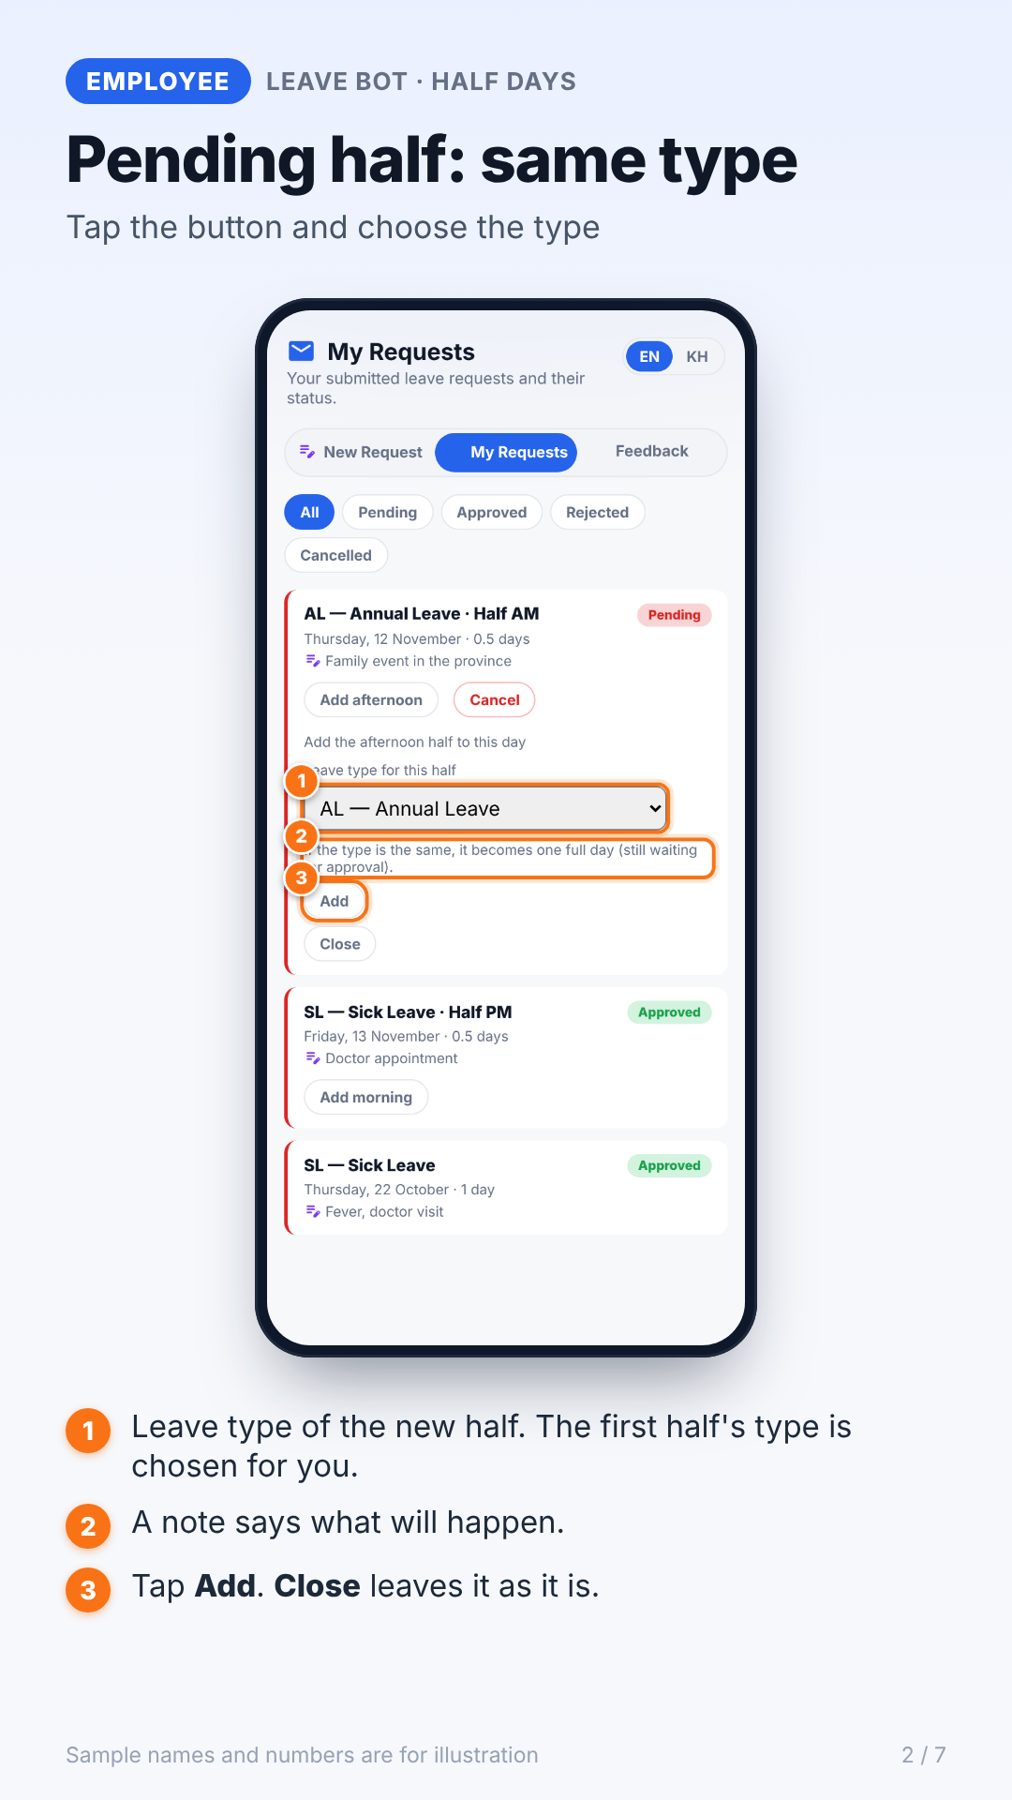 EMPLOYEE LEAVE BOT · HALF DAYS
Pending half: same type
Tap the button and choose the type
My Requests
EN KH
Your submitted leave requests and their
status.
New Request My Requests Feedback
All Pending Approved Rejected
Cancelled
AL — Annual Leave · Half AM
Pending
Thursday, 12 November · 0.5 days
Family event in the province
Add afternoon Cancel
Add the afternoon half to this day
1
type for this half
AL — Annual Leave
2
the type is the same, it becomes one full day (still waiting
approval).
3
Add
Close
SL — Sick Leave · Half PM
Approved
Friday, 13 November · 0.5 days
Doctor appointment
Add morning
SL — Sick Leave
Approved
Thursday, 22 October · 1 day
Fever, doctor visit
1 Leave type of the new half. The first half's type is
chosen for you.
2 A note says what will happen.
3 Tap Add. Close leaves it as it is.
Sample names and numbers are for illustration
2 / 7